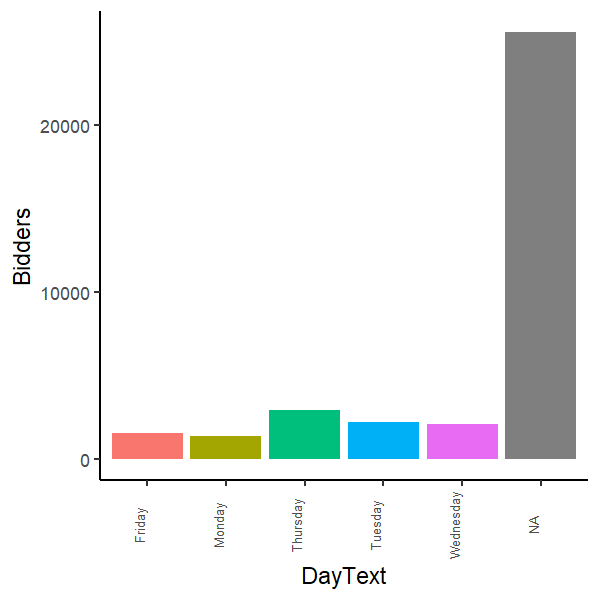 Bidders
20000
10000
0
Friday
Monday
Thursday
Tuesday
Wednesday
NA
DayText